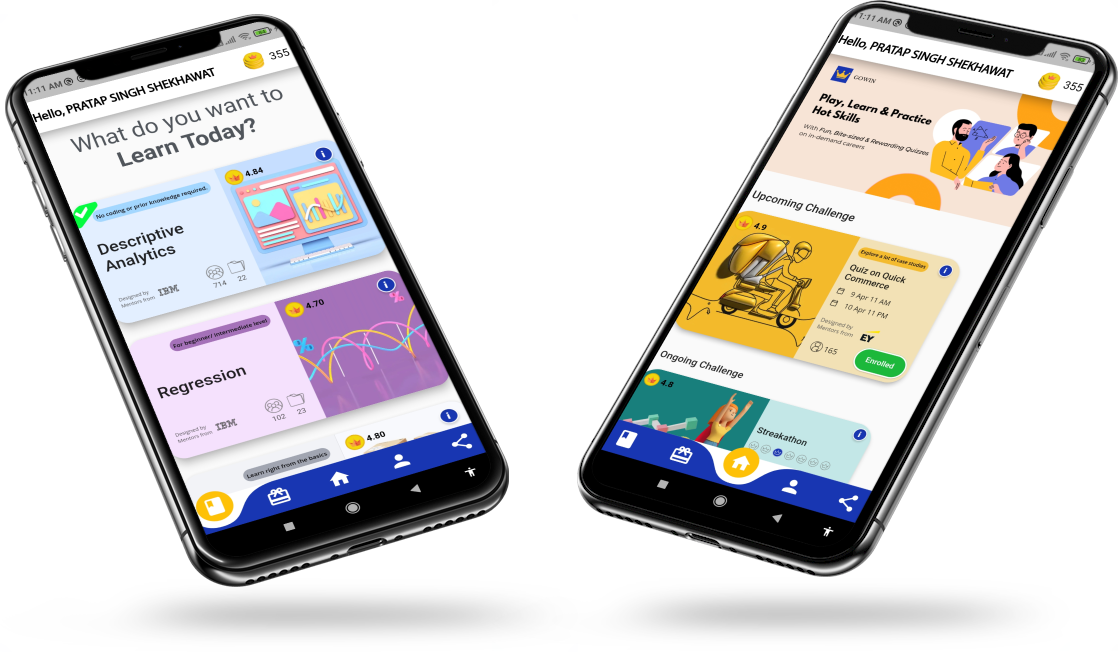 11:11 AM
Hello, PRATAP SINGH SHEKHAWAT
355
What do you want to
Learn Today?
4.84
No coding or prior knowledge required.
Descriptive
Analytics
Designed by
Mentors from
IBM
714
22
4.70
For beginner/ intermediate level
%
%
Regression
Designed by
Mentors from
IBM
102
23
4.80
Learn right from the basics
11:11 AM
Hello, PRATAP SINGH SHEKHAWAT
355
GOWIN
Play, Learn & Practice
Hot Skills
With Fun, Bite-sized & Rewarding Quizzes
on in-demand careers
Upcoming Challenge
4.9
Explore a lot of case studies
Quiz on Quick
Commerce
9 Apr 11 AM
10 Apr 11 PM
Designed by
Mentors from
EY
165
Enrolled
Ongoing Challenge
4.8
Streakathon